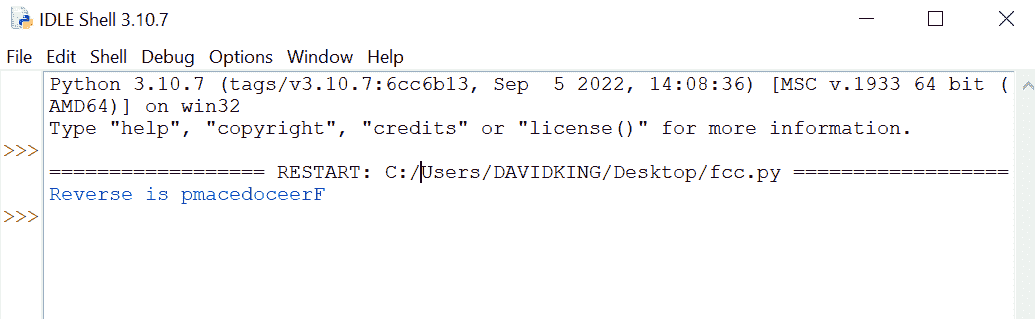 IDLE Shell 3.10.7
File Edit Shell Debug Options Window Help
Python 3.10.7 (tags/v3.10.7:6cc6b13, Sep  5 2022, 14:08:36) [MSC v.1933 64 bit (
AMD64)] on win32
Type "help", "copyright", "credits" or "license()" for more information.
>>>
================== RESTART: C:/Users/DAVIDKING/Desktop/fcc.py ==================
Reverse is pmacedoceerF
>>>